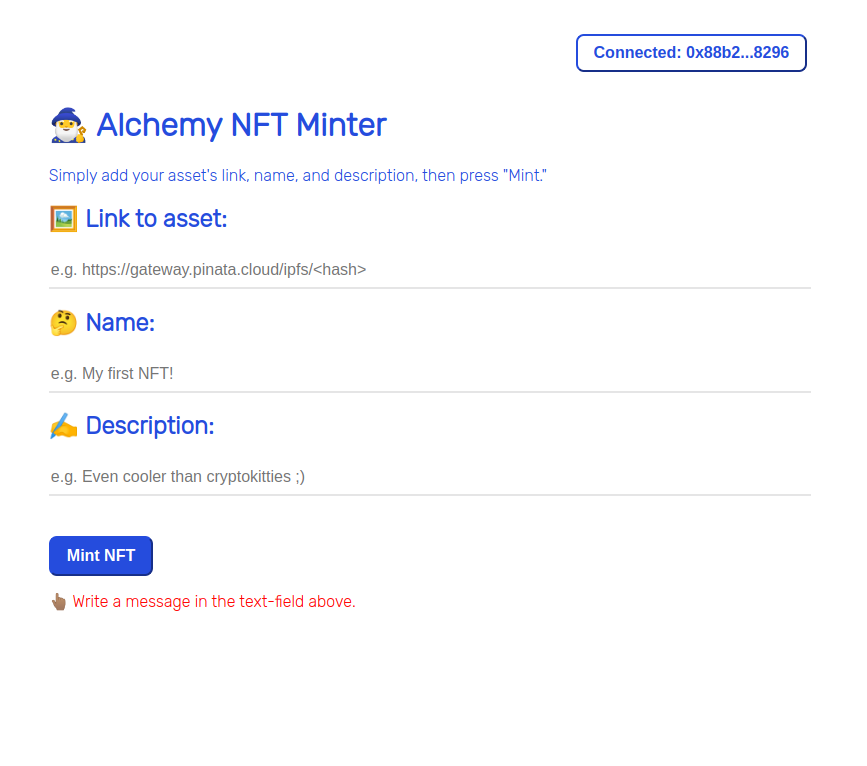 Connected: 0x88b2...8296
🧙‍♂️ Alchemy NFT Minter
Simply add your asset's link, name, and description, then press "Mint."
🖼️ Link to asset:
e.g. https://gateway.pinata.cloud/ipfs/<hash>
🤔 Name:
e.g. My first NFT!
✍️ Description:
e.g. Even cooler than cryptokitties ;)
Mint NFT
👆🏽 Write a message in the text-field above.